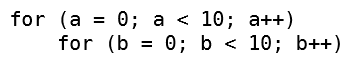 for (a = 0; a < 10; a++)
    for (b = 0; b < 10; b++)